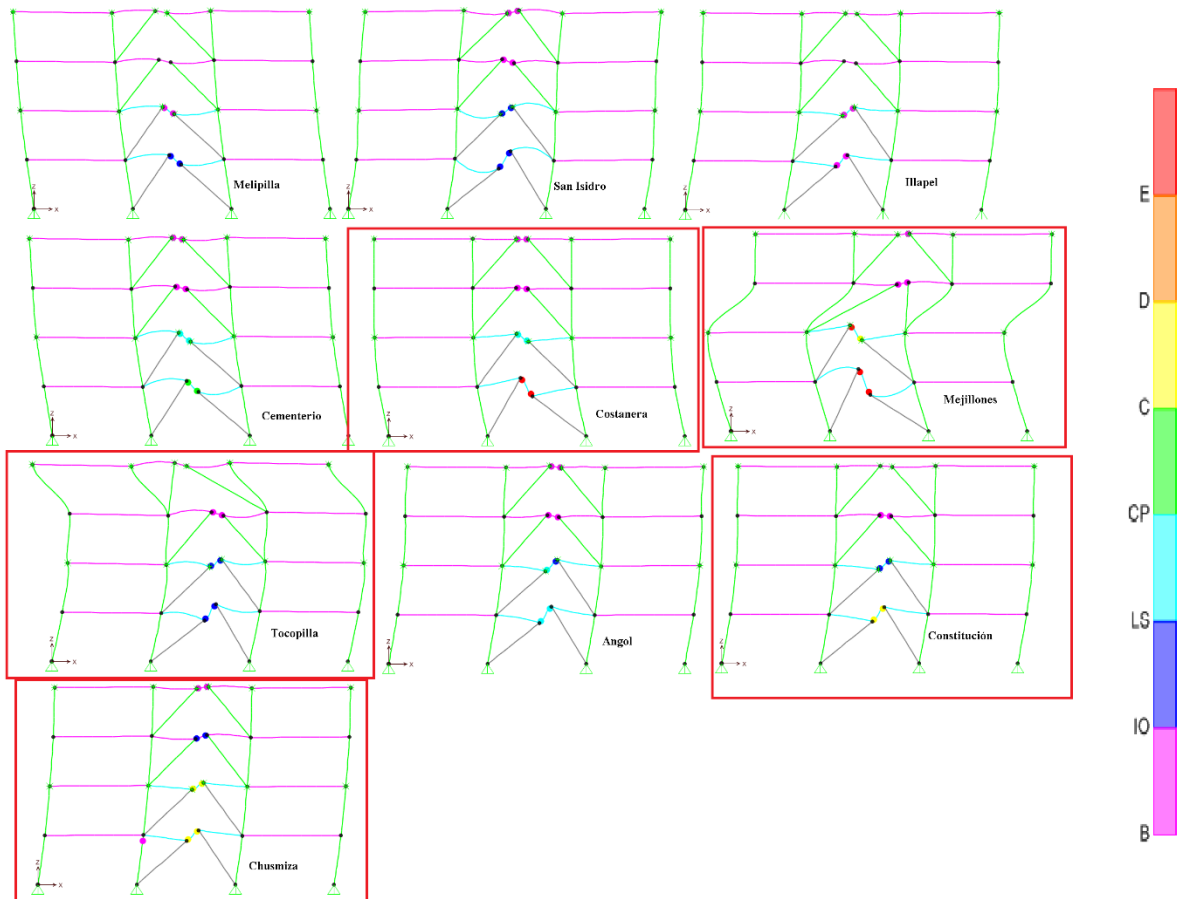 Melipilla
San Isidro
Illapel
Z
X
Z
X
Z
X
Cementerio
Costanera
Mejillones
Z
X
Z
X
Z
X
Tocopilla
Angol
Constitución
Z
X
Z
X
Z
X
Chusmiza
Z
X
E
D
C
CP
LS
IO
B